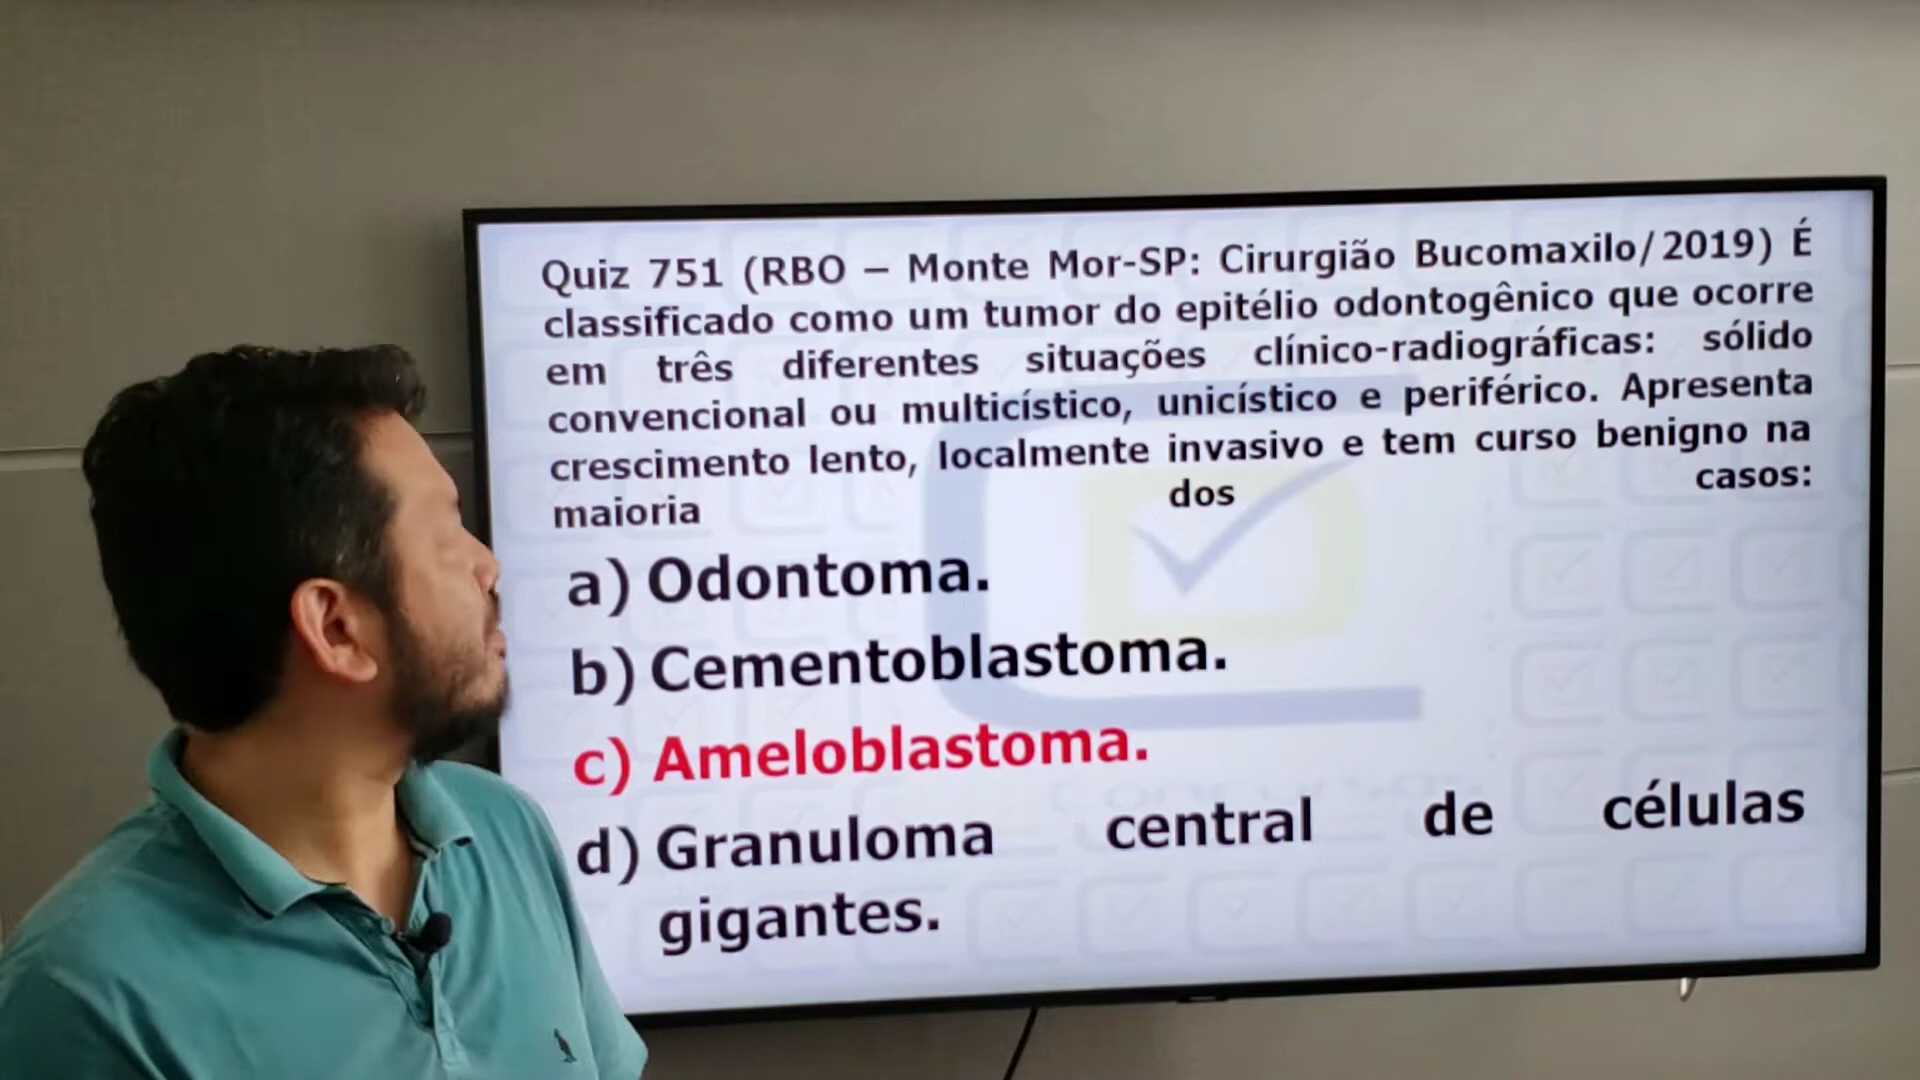 Quiz 751 (RBO – Monte Mor-SP: Cirurgião Bucomaxilo/2019) É
classificado como um tumor do epitélio odontogênico que ocorre
em três diferentes situações clínico-radiográficas: sólido
convencional ou multicístico, unicístico e periférico. Apresenta
crescimento lento, localmente invasivo e tem curso benigno na
maioria dos casos:
a) Odontoma.
b) Cementoblastoma.
c) Ameloblastoma.
d) Granuloma central de células
gigantes.